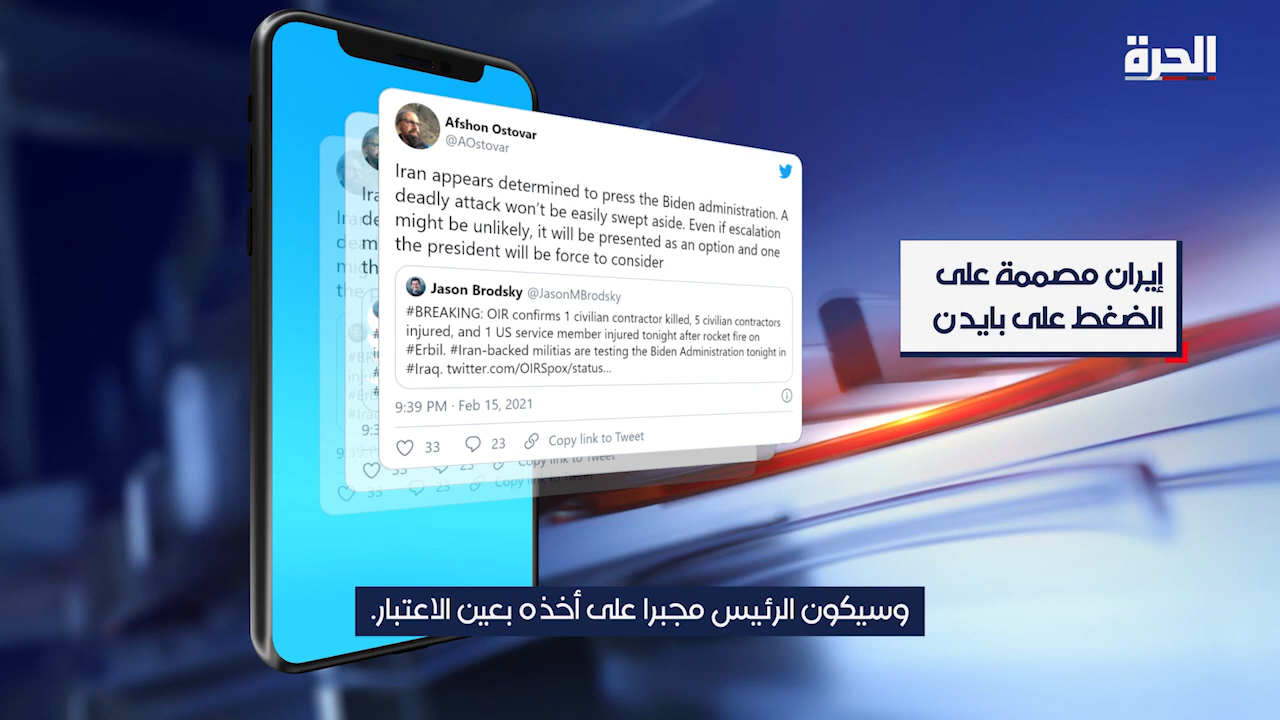 الحرة
Afshon Ostovar
@AOstovar
Iran appears determined to press the Biden administration. A
deadly attack won't be easily swept aside. Even if escalation
might be unlikely, it will be presented as an option and one
the president will be force to consider
Jason Brodsky @JasonMBrodsky
#BREAKING: OIR confirms 1 civilian contractor killed, 5 civilian contractors
injured, and 1 US service member injured tonight after rocket fire on
#Erbil. #Iran-backed militias are testing the Biden Administration tonight in
#Iraq. twitter.com/OIRSpox/status...
9:39 PM · Feb 15, 2021
33 23 Copy link to Tweet
إيران مصممة على
الضغط على بايدن
وسيكون الرئيس مجبرا على أخذه بعين الاعتبار.